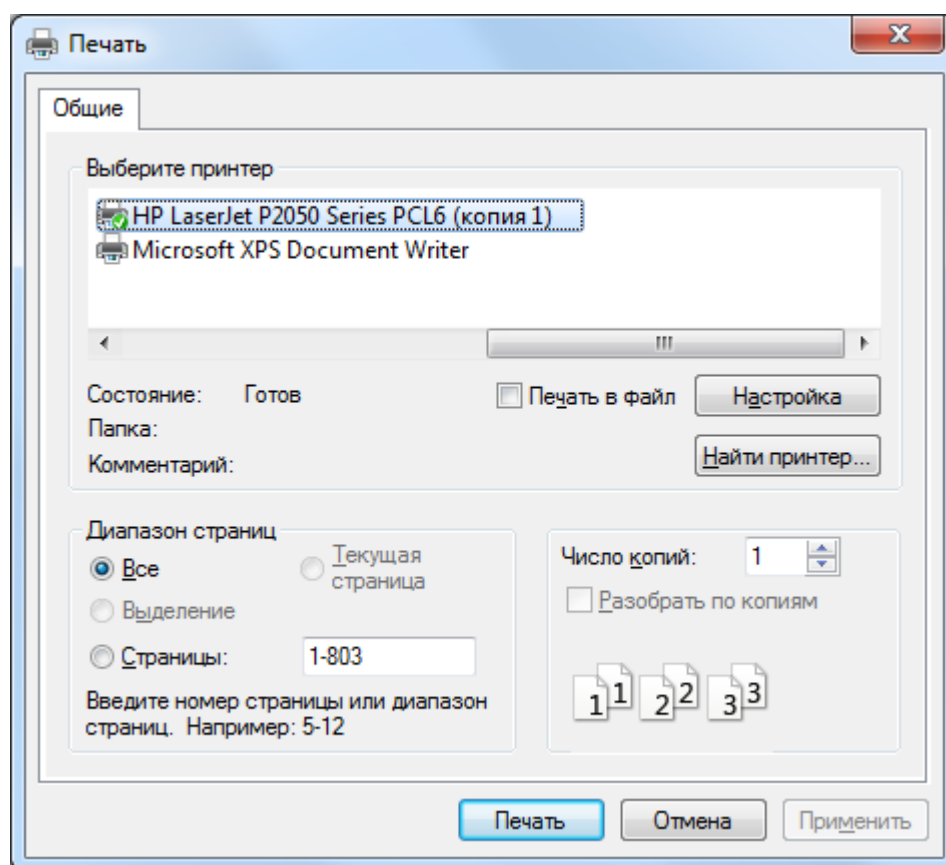 Печать
Общие
Выберите принтер
HP LaserJet P2050 Series PCL6 (копия 1)
Microsoft XPS Document Writer
Состояние: Готов
Печать в файл
Настройка
Папка:
Комментарий:
Найти принтер...
Диапазон страниц
Все
Текущая
страница
Выделение
Страницы: 1-803
Введите номер страницы или диапазон
страниц. Например: 5-12
Число копий: 1
Разобрать по копиям
1 1 2 2 3 3
Печать
Отмена
Применить